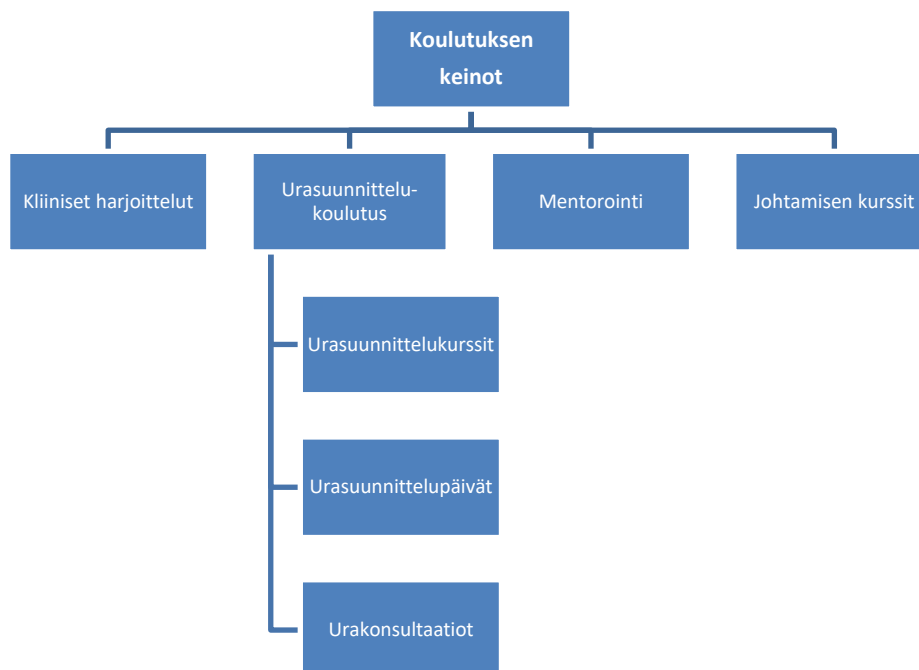 Koulutuksen
keinot
Kliiniset harjoittelut
Urasuunnittelu-
koulutus
Mentorointi
Johtamisen kurssit
Urasuunnittelukurssit
Urasuunnittelupäivät
Urakonsultaatiot